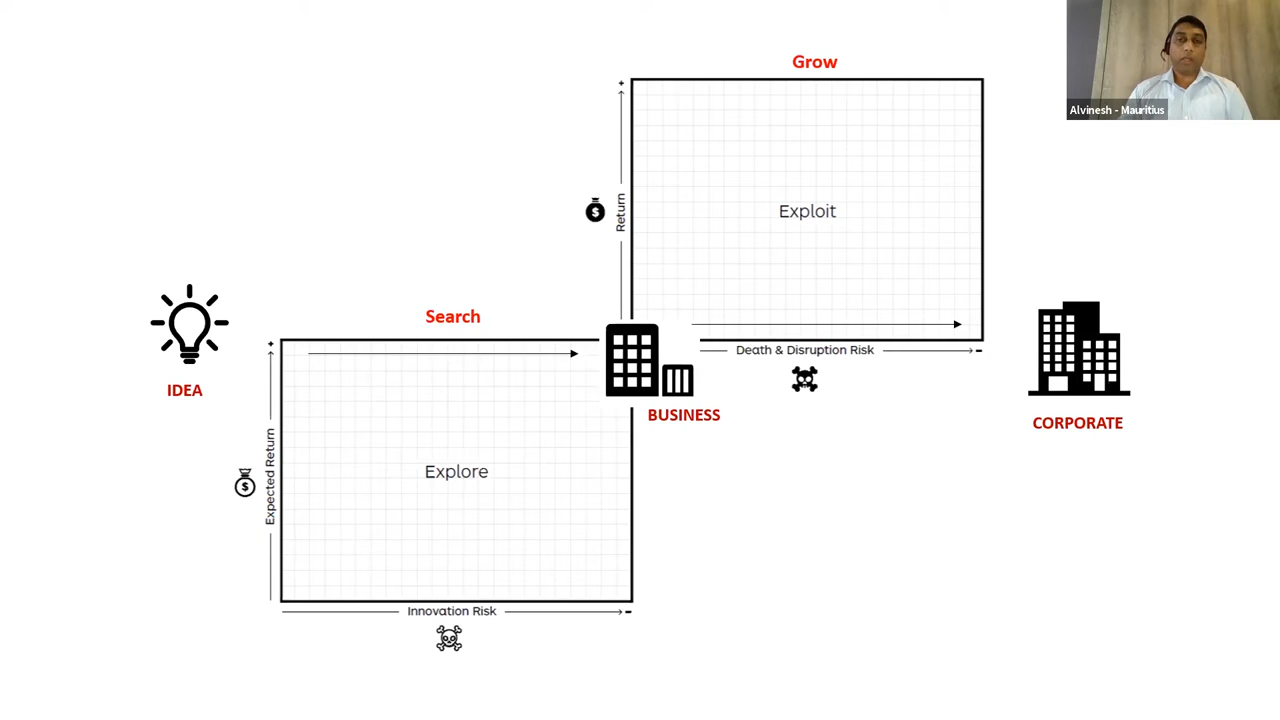 Grow
Alvinesh - Mauritius
+
Return
$
Exploit
Death & Disruption Risk
-
Search
IDEA
BUSINESS
CORPORATE
+
Expected Return
$
Explore
Innovation Risk
-